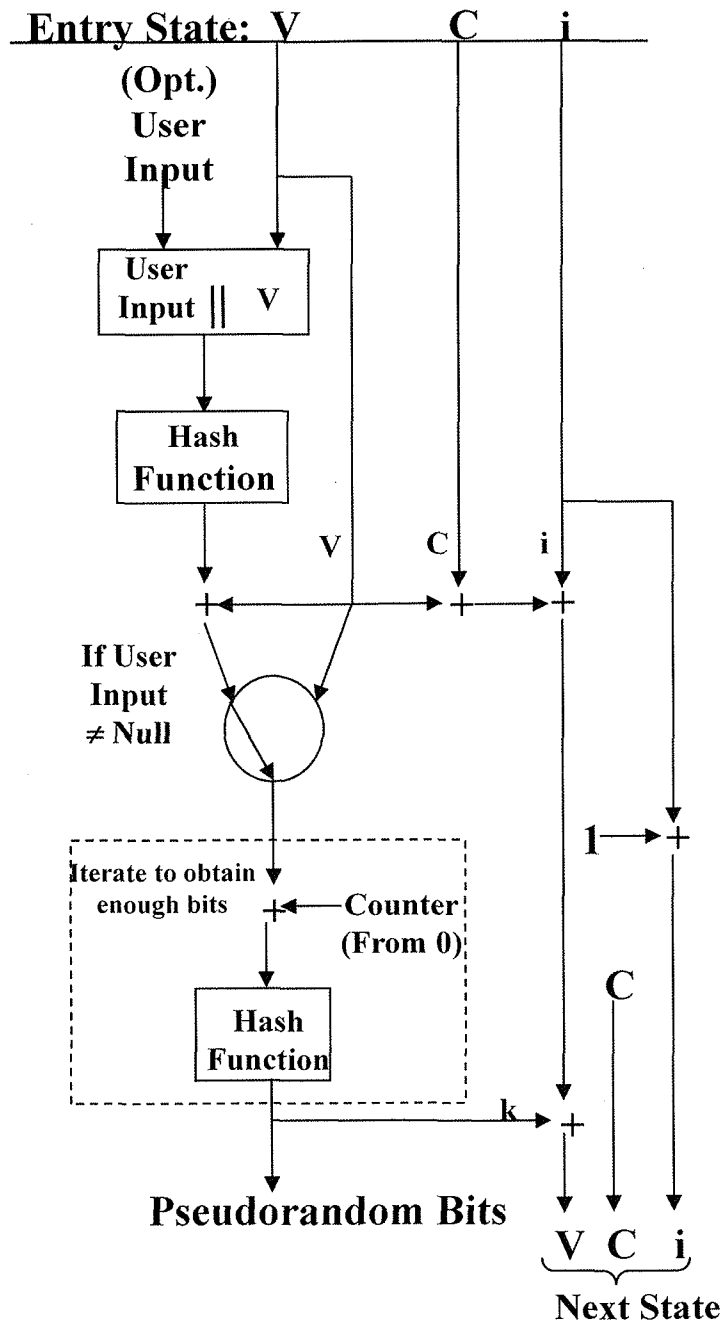 Entry State: V C i
(Opt.)
User
Input
User
Input || V
Hash
Function
V C i
+ + +
If User
Input
≠ Null
1 +
Iterate to obtain
enough bits
+ Counter
(From 0)
C
Hash
Function
k +
Pseudorandom Bits
V C i
Next State